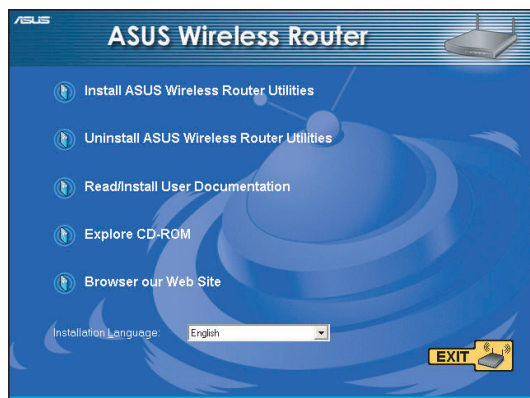 ASUS
ASUS Wireless Router
Install ASUS Wireless Router Utilities
Uninstall ASUS Wireless Router Utilities
Read/Install User Documentation
Explore CD-ROM
Browser our Web Site
Installation Language: English
EXIT